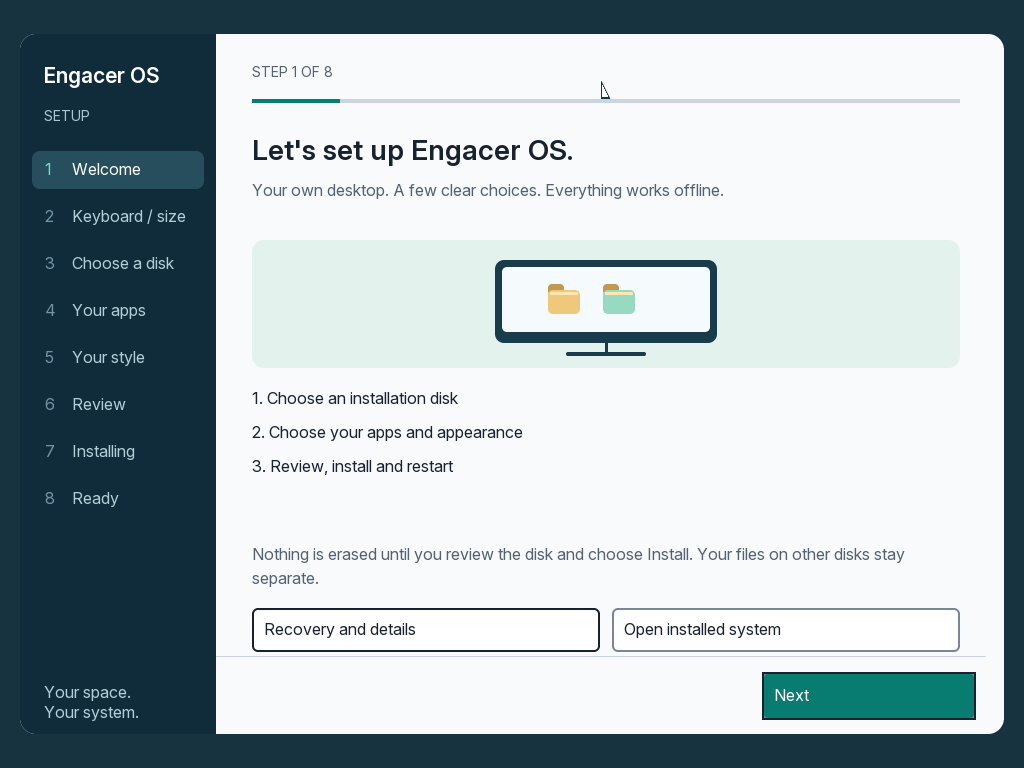 Engacer OS
SETUP
1 Welcome
2 Keyboard / size
3 Choose a disk
4 Your apps
5 Your style
6 Review
7 Installing
8 Ready
Your space.
Your system.
STEP 1 OF 8
Let's set up Engacer OS.
Your own desktop. A few clear choices. Everything works offline.
1. Choose an installation disk
2. Choose your apps and appearance
3. Review, install and restart
Nothing is erased until you review the disk and choose Install. Your files on other disks stay
separate.
Recovery and details
Open installed system
Next